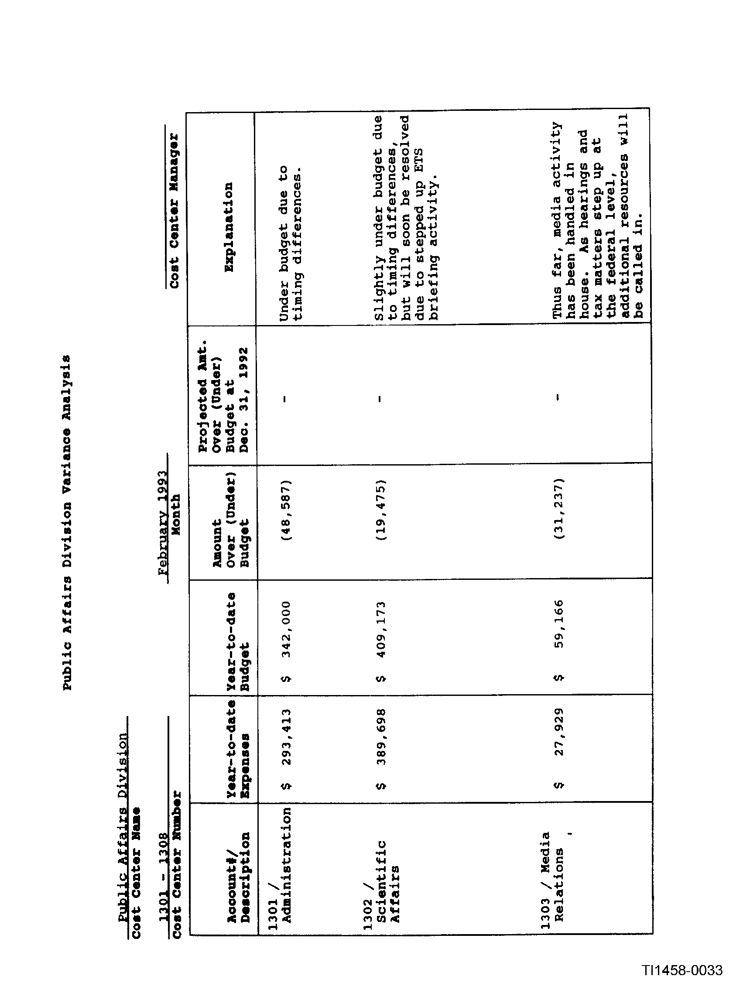 Public Affairs Division Variance Analysis
Public Affairs Division
Cost Center Name
1301 - 1308
Cost Center Number
February 1993
Month
Cost Center Manager
Account#/
Description
Year-to-date
Expenses
Year-to-date
Budget
Amount
Over (Under)
Budget
Projected Amt.
Over (Under)
Budget at
Dec. 31, 1992
Explanation
1301 /
Administration
$ 293,413
$ 342,000
(48,587)
-
Under budget due to
timing differences.
1302 /
Scientific
Affairs
$ 389,698
$ 409,173
(19,475)
-
Slightly under budget due
to timing differences,
but will soon be resolved
due to stepped up ETS
briefing activity.
1303 / Media
Relations
$ 27,929
$ 59,166
(31,237)
-
Thus far, media activity
has been handled in
house. As hearings and
tax matters step up at
the federal level,
additional resources will
be called in.
TI1458-0033